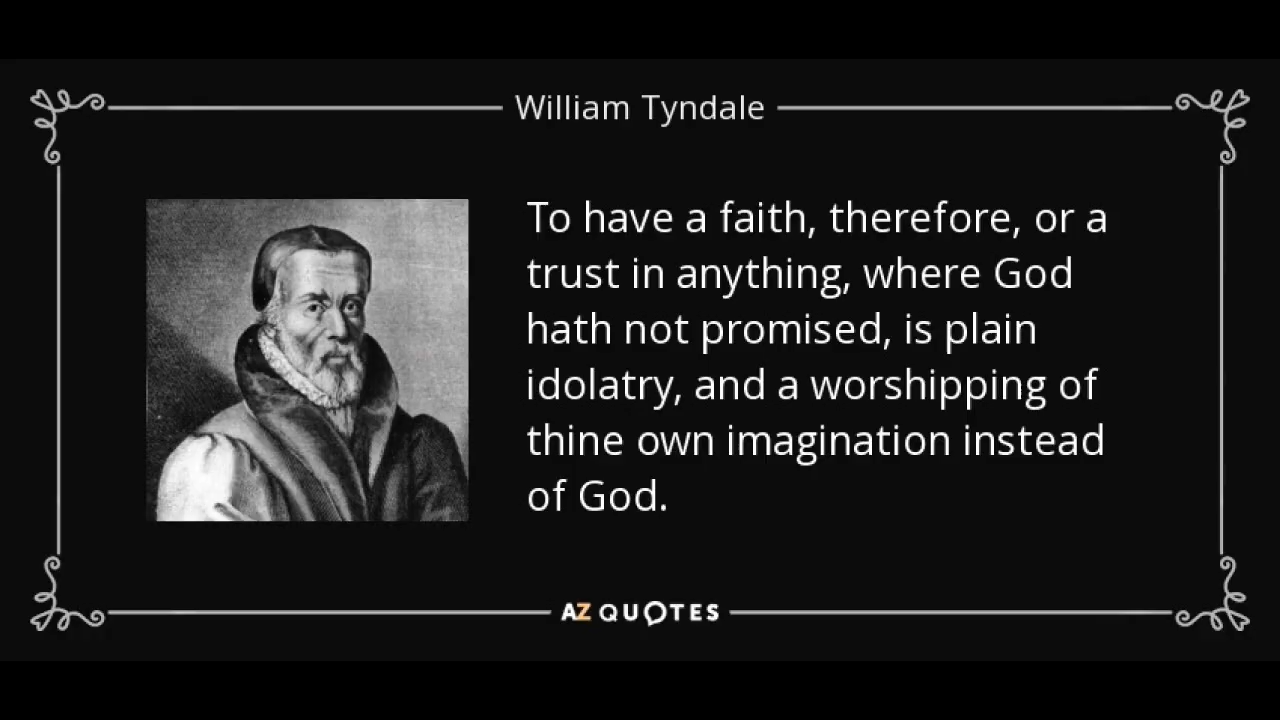 William Tyndale
To have a faith, therefore, or a
trust in anything, where God
hath not promised, is plain
idolatry, and a worshipping of
thine own imagination instead
of God.
AZ QUOTES